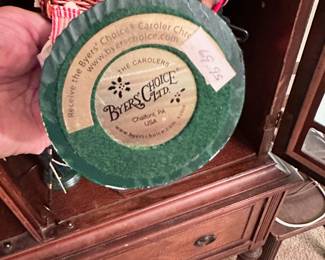 Receive the Byers' Choice® Caroler Chro
www.byerschoice.com
THE CAROLERS®
BYERS' CHOICE
LTD.
Chalfont, PA
USA
www.byerschoice.com
69.95